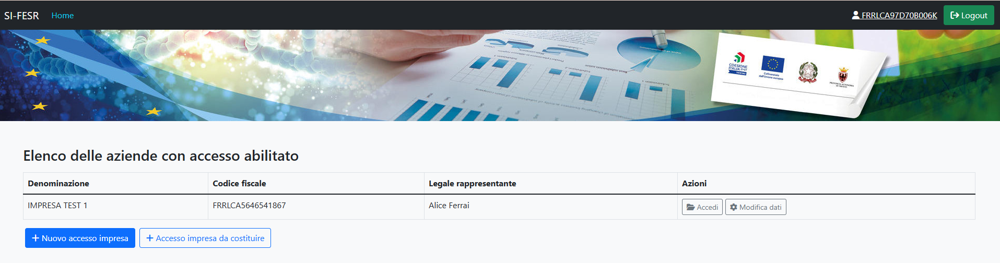 SI-FESR Home FRRLCA97D70B006K Logout
COESIONE
ITALIA 21-27
TRENTINO
Cofinanziato
dall'Unione europea
PROVINCIA AUTONOMA
DI TRENTO
Elenco delle aziende con accesso abilitato
Denominazione Codice fiscale Legale rappresentante Azioni
IMPRESA TEST 1 FRRLCA5646541867 Alice Ferrai Accedi Modifica dati
Nuovo accesso impresa Accesso impresa da costituire